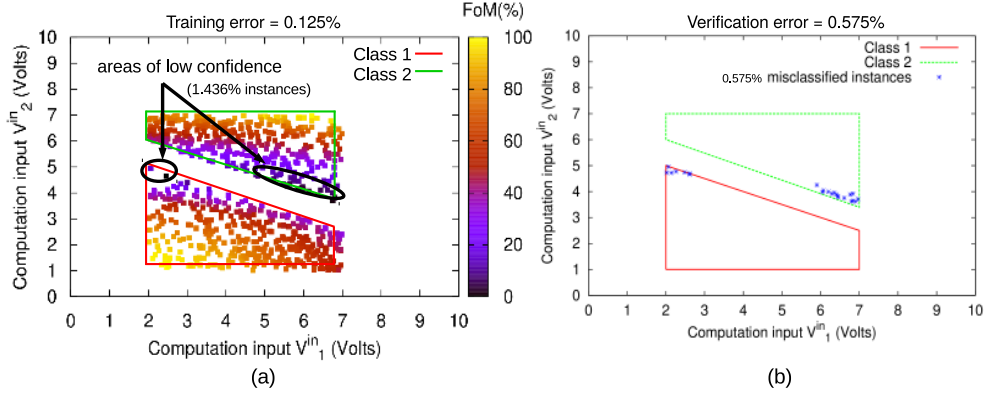 Training error = 0.125%
FoM(%)
Verification error = 0.575%
Class 1
Class 2
areas of low confidence
(1.436% instances)
Computation input V^in_2 (Volts)
10
9
8
7
6
5
4
3
2
1
0
0 1 2 3 4 5 6 7 8 9 10
Computation input V^in_1 (Volts)
100
80
60
40
20
0
(a)
Class 1
Class 2
0.575% misclassified instances
Computation input V^in_2 (Volts)
10
9
8
7
6
5
4
3
2
1
0
0 1 2 3 4 5 6 7 8 9 10
Computation input V^in_1 (Volts)
(b)